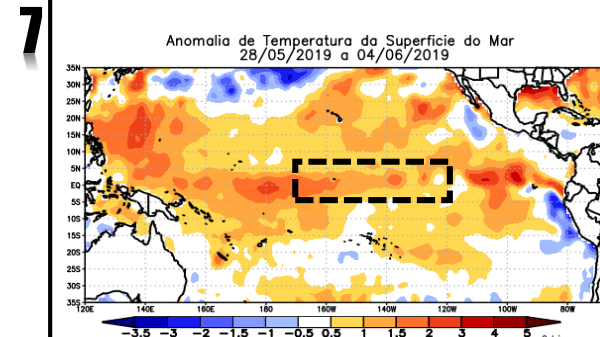 7
Anomalia de Temperatura da Superficie do Mar
28/05/2019 a 04/06/2019
35N
30N
25N
20N
15N
10N
5N
EQ
5S
10S
15S
20S
25S
30S
35S
120E 140E 160E 180 160W 140W 120W 100W 80W
-3.5 -3 -2 -1.5 -1 -0.5 0.5 1 1.5 2 3 4 5